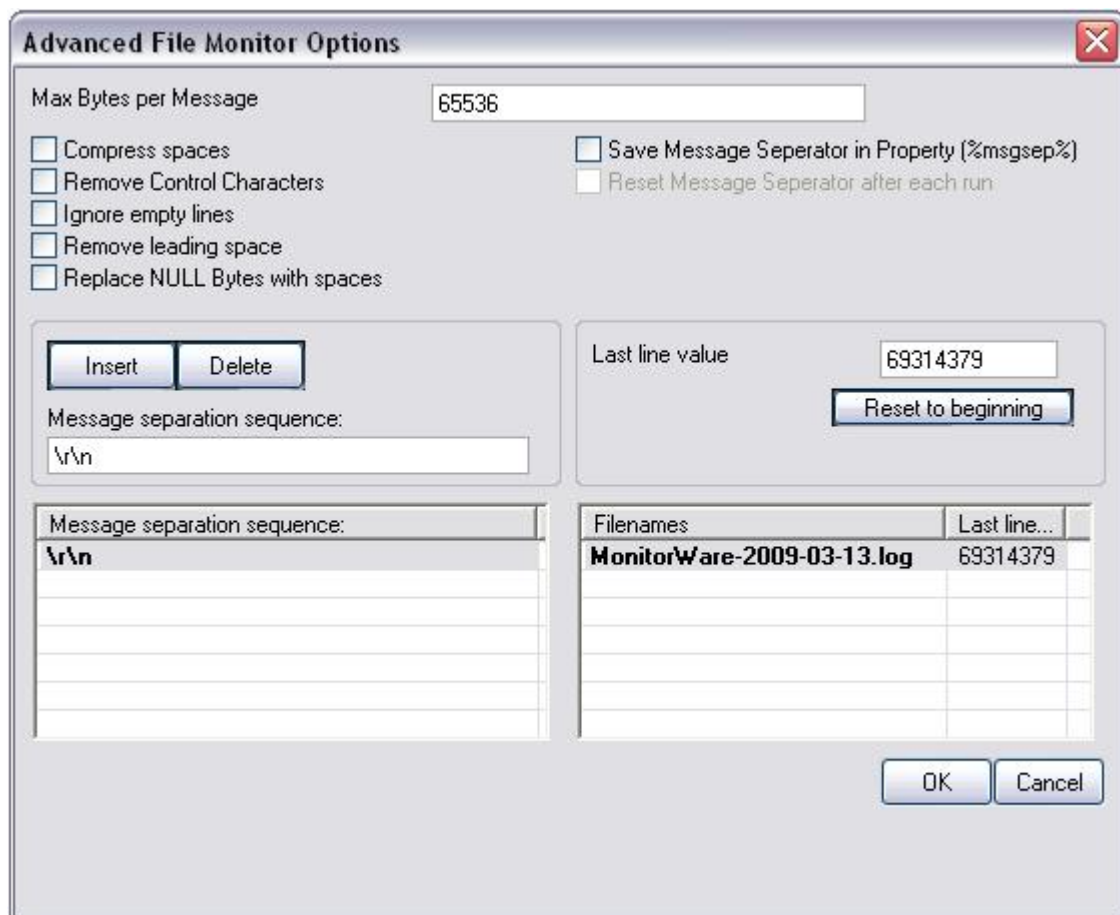 Advanced File Monitor Options
Max Bytes per Message
65536
Compress spaces
Remove Control Characters
Ignore empty lines
Remove leading space
Replace NULL Bytes with spaces
Save Message Seperator in Property (%msgsep%)
Reset Message Seperator after each run
Insert
Delete
Message separation sequence:
\r\n
Last line value
69314379
Reset to beginning
Message separation sequence:
\r\n
Filenames Last line...
MonitorWare-2009-03-13.log 69314379
OK
Cancel